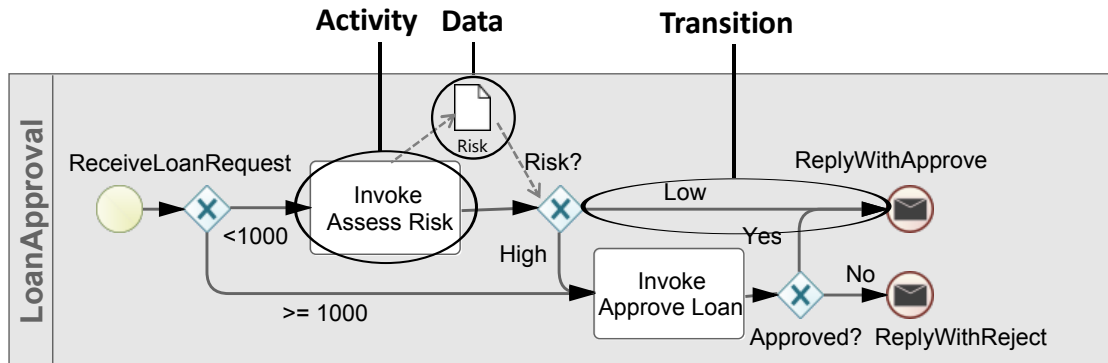 Activity
Data
Transition
LoanApproval
ReceiveLoanRequest
<1000
>= 1000
Invoke
Assess Risk
Risk
Risk?
Low
High
Invoke
Approve Loan
Yes
No
Approved?
ReplyWithApprove
ReplyWithReject